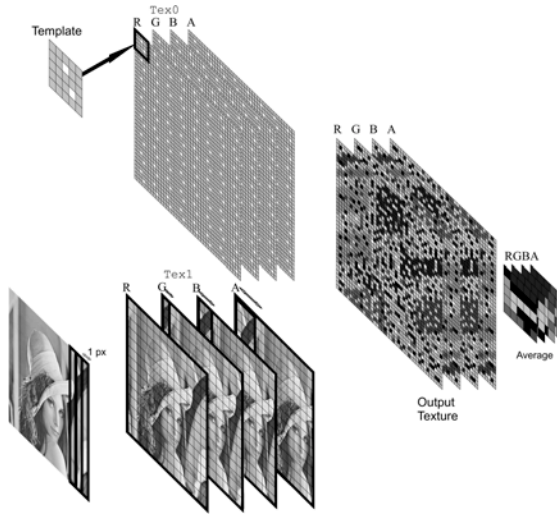 Tex0
R G B A
Template
R G B A
Tex1
R G B A
RGBA
1 px
Average
Output
Texture